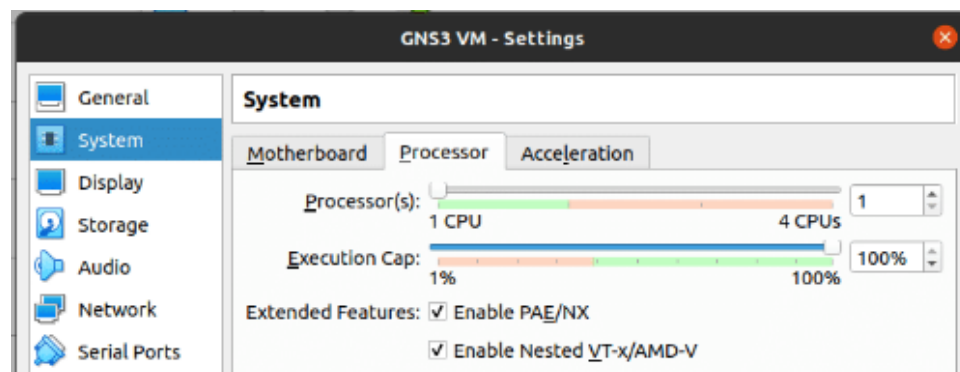 GNS3 VM - Settings
General
System
Display
Storage
Audio
Network
Serial Ports
System
Motherboard Processor Acceleration
Processor(s): 1
1 CPU 4 CPUs
Execution Cap: 100%
1% 100%
Extended Features: Enable PAE/NX
Enable Nested VT-x/AMD-V